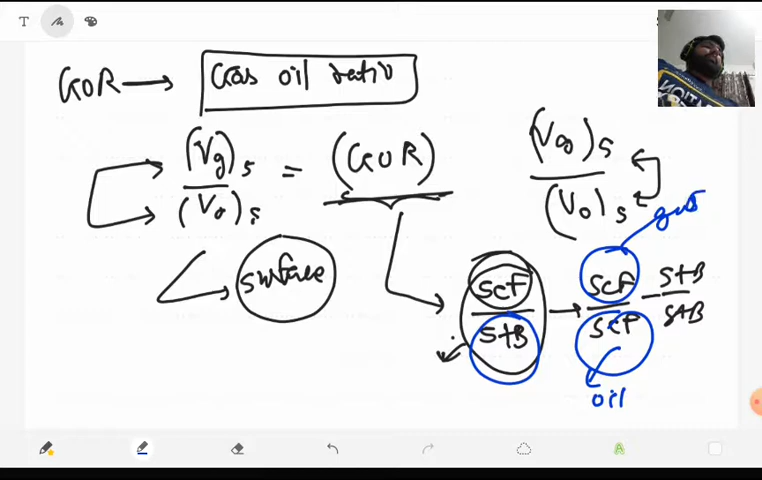 GOR → Gas oil ratio
(Vg)s / (Vo)s = (GOR)
(Vg)s / (Vo)s
surface
scf / STB → scf / scf - STB / STB
gas
oil